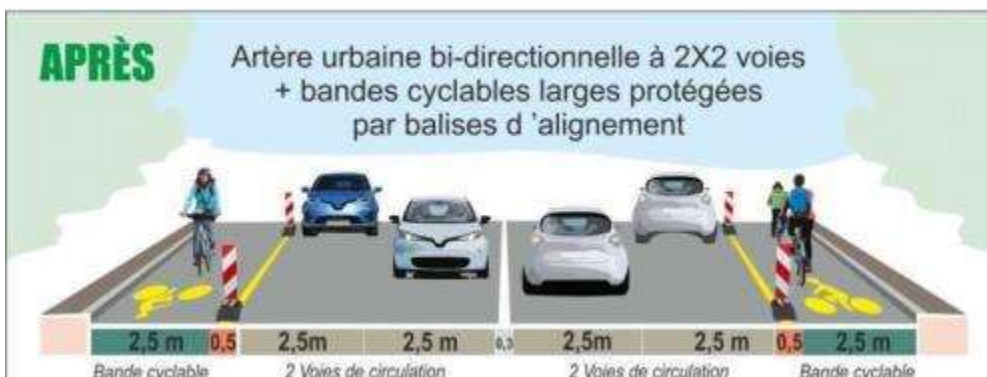 APRÈS
Artère urbaine bi-directionnelle à 2X2 voies
+ bandes cyclables larges protégées
par balises d 'alignement
2,5 m 0,5 2,5m 2,5 m 0,3 2,5m 2,5 m 0,5 2,5 m
Bande cyclable 2 Voies de circulation 2 Voies de circulation Bande cyclable